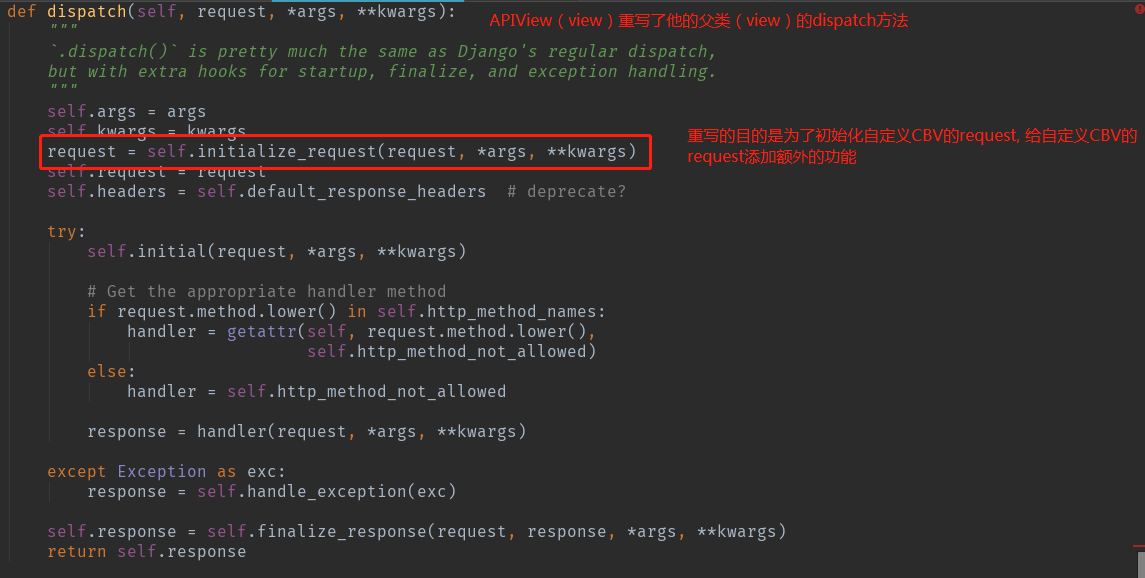 def dispatch(self, request, *args, **kwargs):
APIView（view）重写了他的父类（view）的dispatch方法
"""
`.dispatch()` is pretty much the same as Django's regular dispatch,
but with extra hooks for startup, finalize, and exception handling.
"""
self.args = args
self.kwargs = kwargs
request = self.initialize_request(request, *args, **kwargs)
重写的目的是为了初始化自定义CBV的request, 给自定义CBV的
request添加额外的功能
self.request = request
self.headers = self.default_response_headers  # deprecate?
try:
self.initial(request, *args, **kwargs)
# Get the appropriate handler method
if request.method.lower() in self.http_method_names:
handler = getattr(self, request.method.lower(),
self.http_method_not_allowed)
else:
handler = self.http_method_not_allowed
response = handler(request, *args, **kwargs)
except Exception as exc:
response = self.handle_exception(exc)
self.response = self.finalize_response(request, response, *args, **kwargs)
return self.response